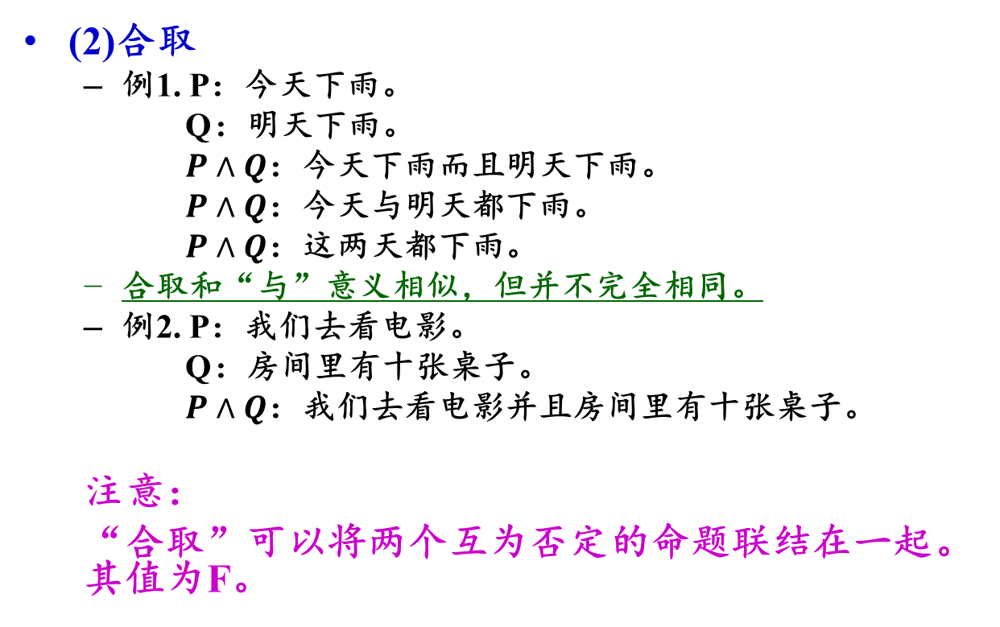 • (2)合取
– 例1. P：今天下雨。
Q：明天下雨。
P ∧ Q：今天下雨而且明天下雨。
P ∧ Q：今天与明天都下雨。
P ∧ Q：这两天都下雨。
– 合取和“与”意义相似，但并不完全相同。
– 例2. P：我们去看电影。
Q：房间里有十张桌子。
P ∧ Q：我们去看电影并且房间里有十张桌子。
注意：
“合取”可以将两个互为否定的命题联结在一起。
其值为F。